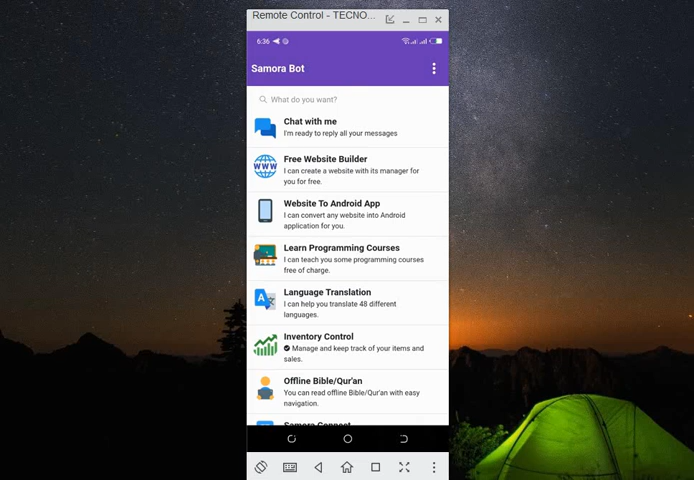 Remote Control - TECNO...
6:36
Samora Bot
What do you want?
Chat with me
I'm ready to reply all your messages
WWW
Free Website Builder
I can create a website with its manager for
you for free.
Website To Android App
I can convert any website into Android
application for you.
Learn Programming Courses
I can teach you some programming courses
free of charge.
A
Language Translation
I can help you translate 48 different
languages.
Inventory Control
Manage and keep track of your items and
sales.
Offline Bible/Qur'an
You can read offline Bible/Qur'an with easy
navigation.
Samora Connect